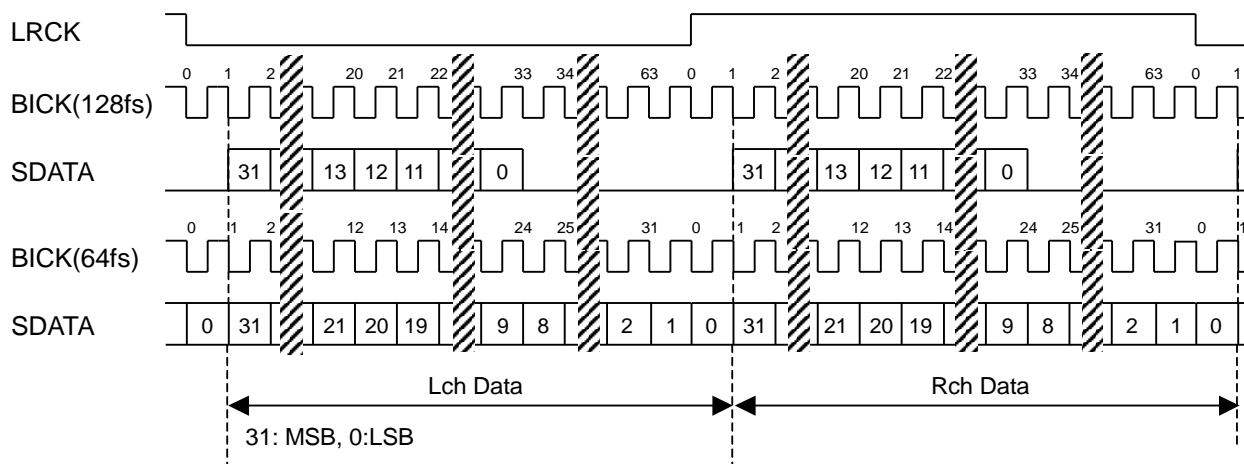 LRCK
0 1 2 20 21 22 33 34 63 0 1 2 20 21 22 33 34 63 0 1
BICK(128fs)
SDATA 31 13 12 11 0 31 13 12 11 0
0 1 2 12 13 14 24 25 31 0 1 2 12 13 14 24 25 31 0 1
BICK(64fs)
SDATA 0 31 21 20 19 9 8 2 1 0 31 21 20 19 9 8 2 1 0
Lch Data Rch Data
31: MSB, 0:LSB